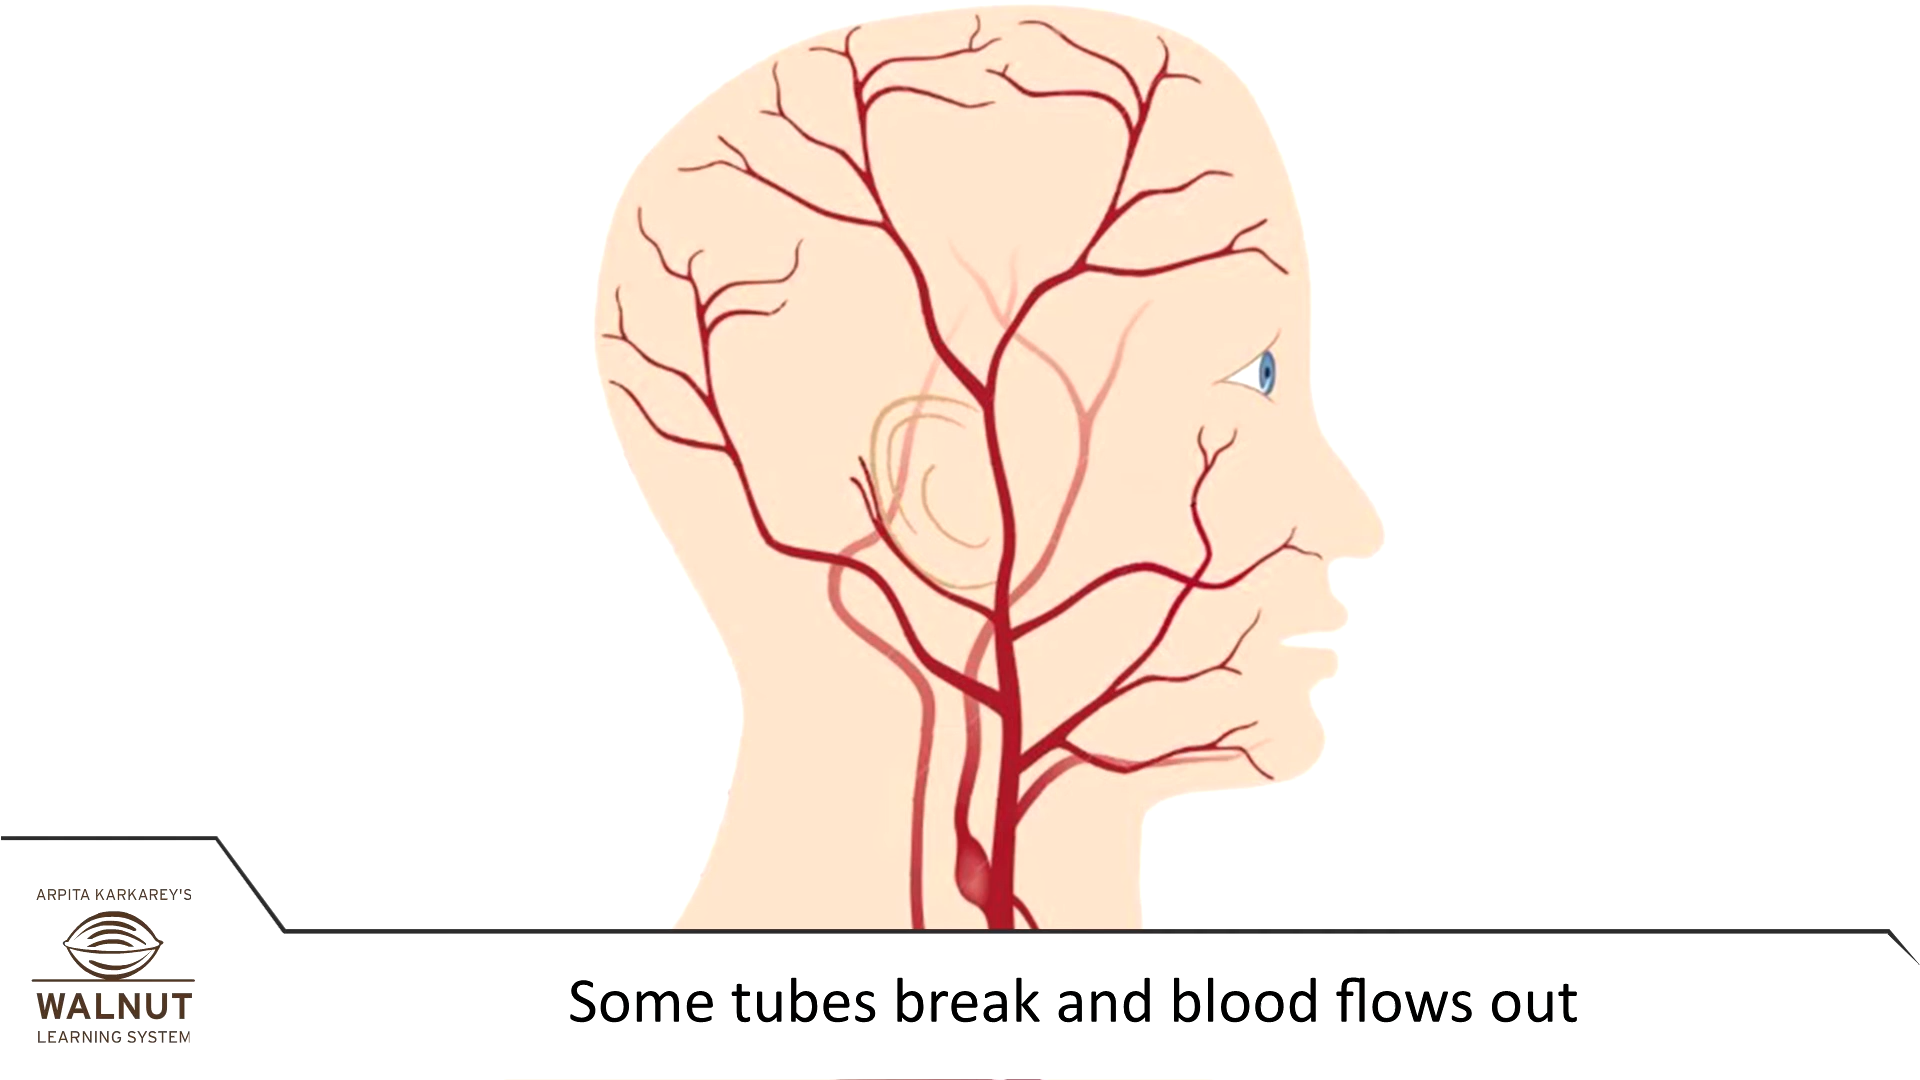 ARPITA KARKAREY'S
WALNUT
LEARNING SYSTEM
Some tubes break and blood flows out